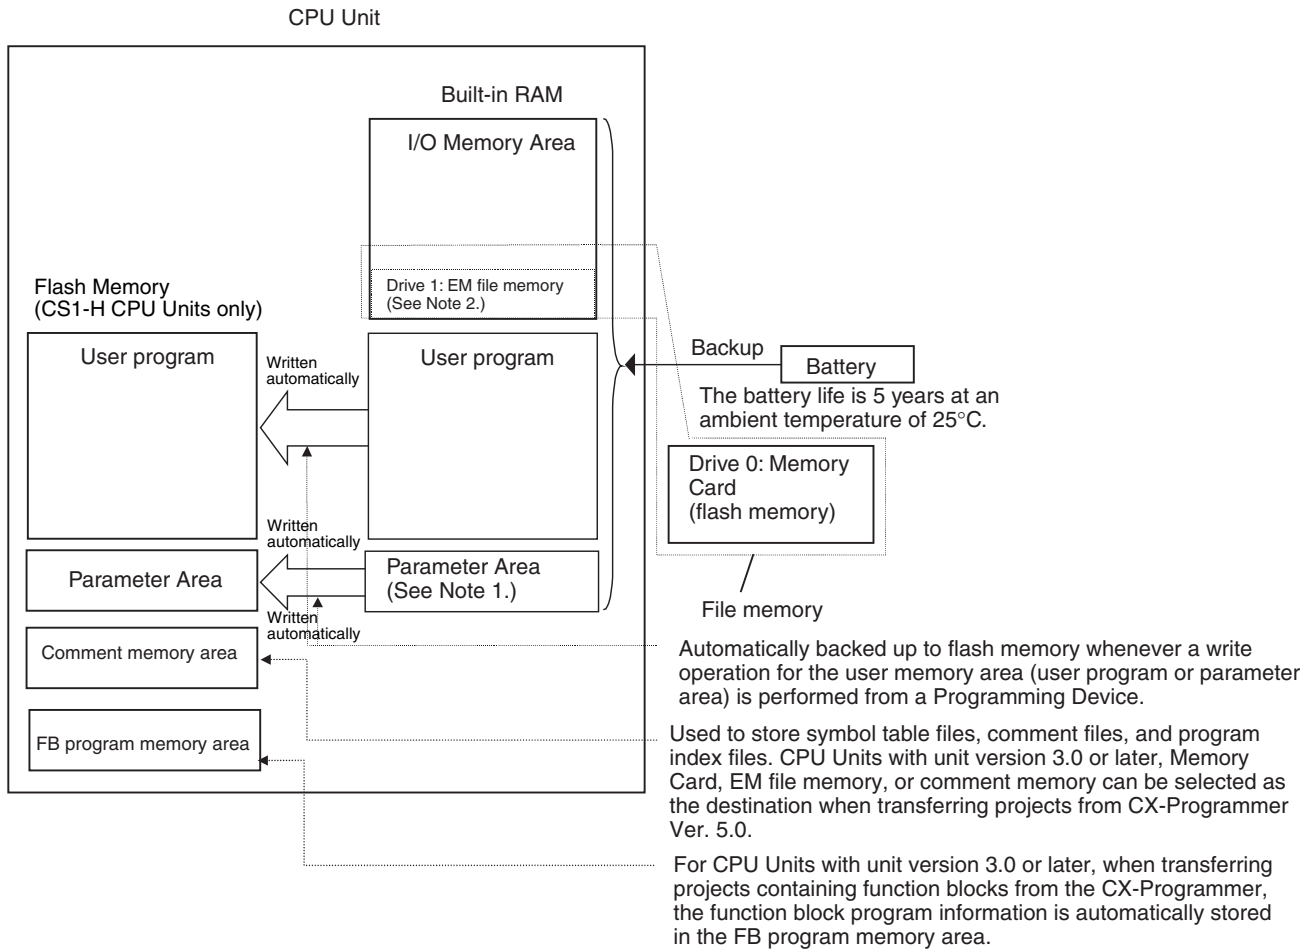 CPU Unit
Built-in RAM
I/O Memory Area
Drive 1: EM file memory
(See Note 2.)
Flash Memory
(CS1-H CPU Units only)
User program
Written
automatically
User program
Backup
Battery
The battery life is 5 years at an
ambient temperature of 25°C.
Drive 0: Memory
Card
(flash memory)
Written
automatically
Parameter Area
Parameter Area
(See Note 1.)
File memory
Written
automatically
Comment memory area
Automatically backed up to flash memory whenever a write
operation for the user memory area (user program or parameter
area) is performed from a Programming Device.
FB program memory area
Used to store symbol table files, comment files, and program
index files. CPU Units with unit version 3.0 or later, Memory
Card, EM file memory, or comment memory can be selected as
the destination when transferring projects from CX-Programmer
Ver. 5.0.
For CPU Units with unit version 3.0 or later, when transferring
projects containing function blocks from the CX-Programmer,
the function block program information is automatically stored
in the FB program memory area.